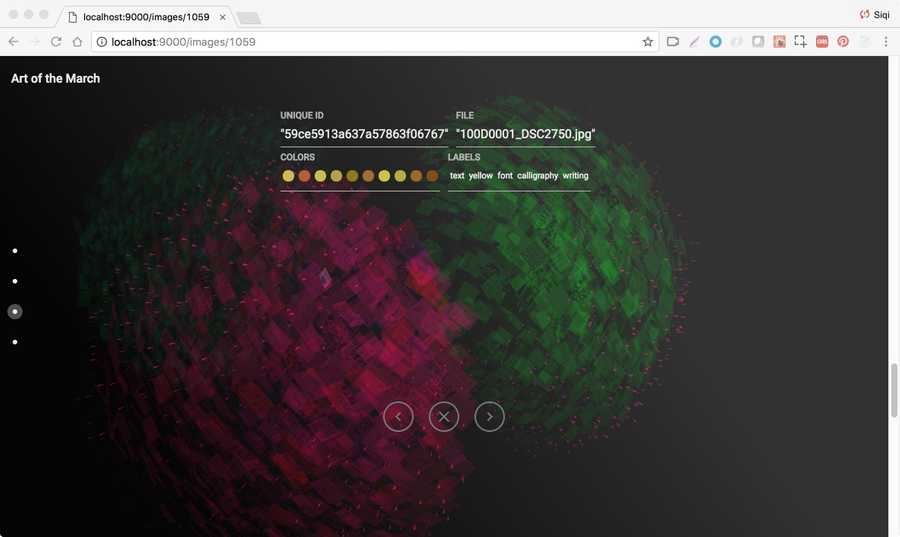 localhost:9000/images/1059
Siqi
localhost:9000/images/1059
Art of the March
UNIQUE ID
FILE
"59ce5913a637a57863f06767"
"100D0001_DSC2750.jpg"
COLORS
LABELS
text yellow font calligraphy writing